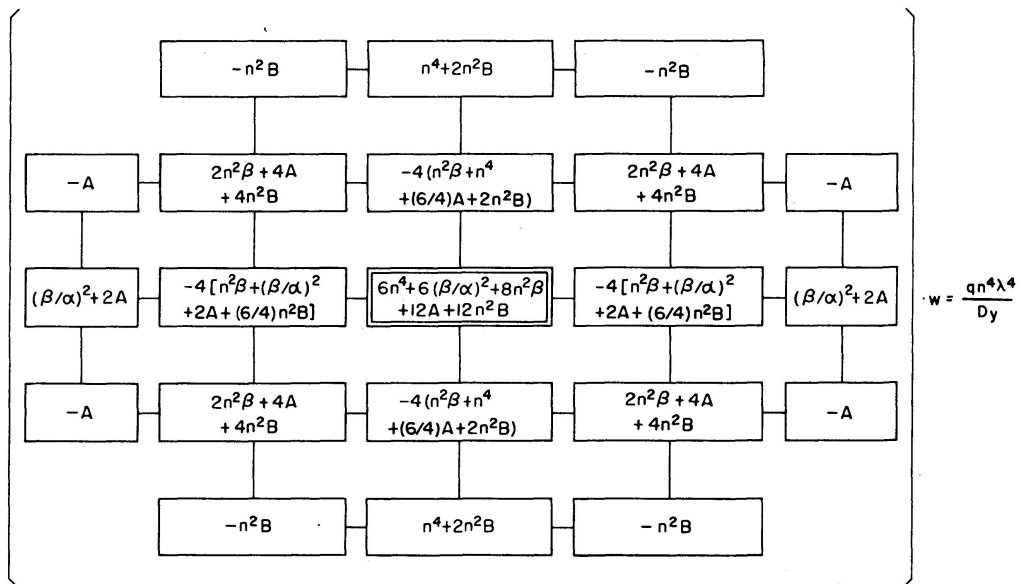 −n²B n⁴+2n²B −n²B
−A 2n²β+4A −4(n²β+n⁴ 2n²β+4A −A
+4n²B +(6/4)A+2n²B) +4n²B
(β/α)²+2A −4[n²β+(β/α)² 6n⁴+6(β/α)²+8n²β −4[n²β+(β/α)² (β/α)²+2A ·w = qn⁴λ⁴/Dy
+2A+(6/4)n²B] +12A+12n²B +2A+(6/4)n²B]
−A 2n²β+4A −4(n²β+n⁴ 2n²β+4A −A
+4n²B +(6/4)A+2n²B) +4n²B
−n²B n⁴+2n²B −n²B